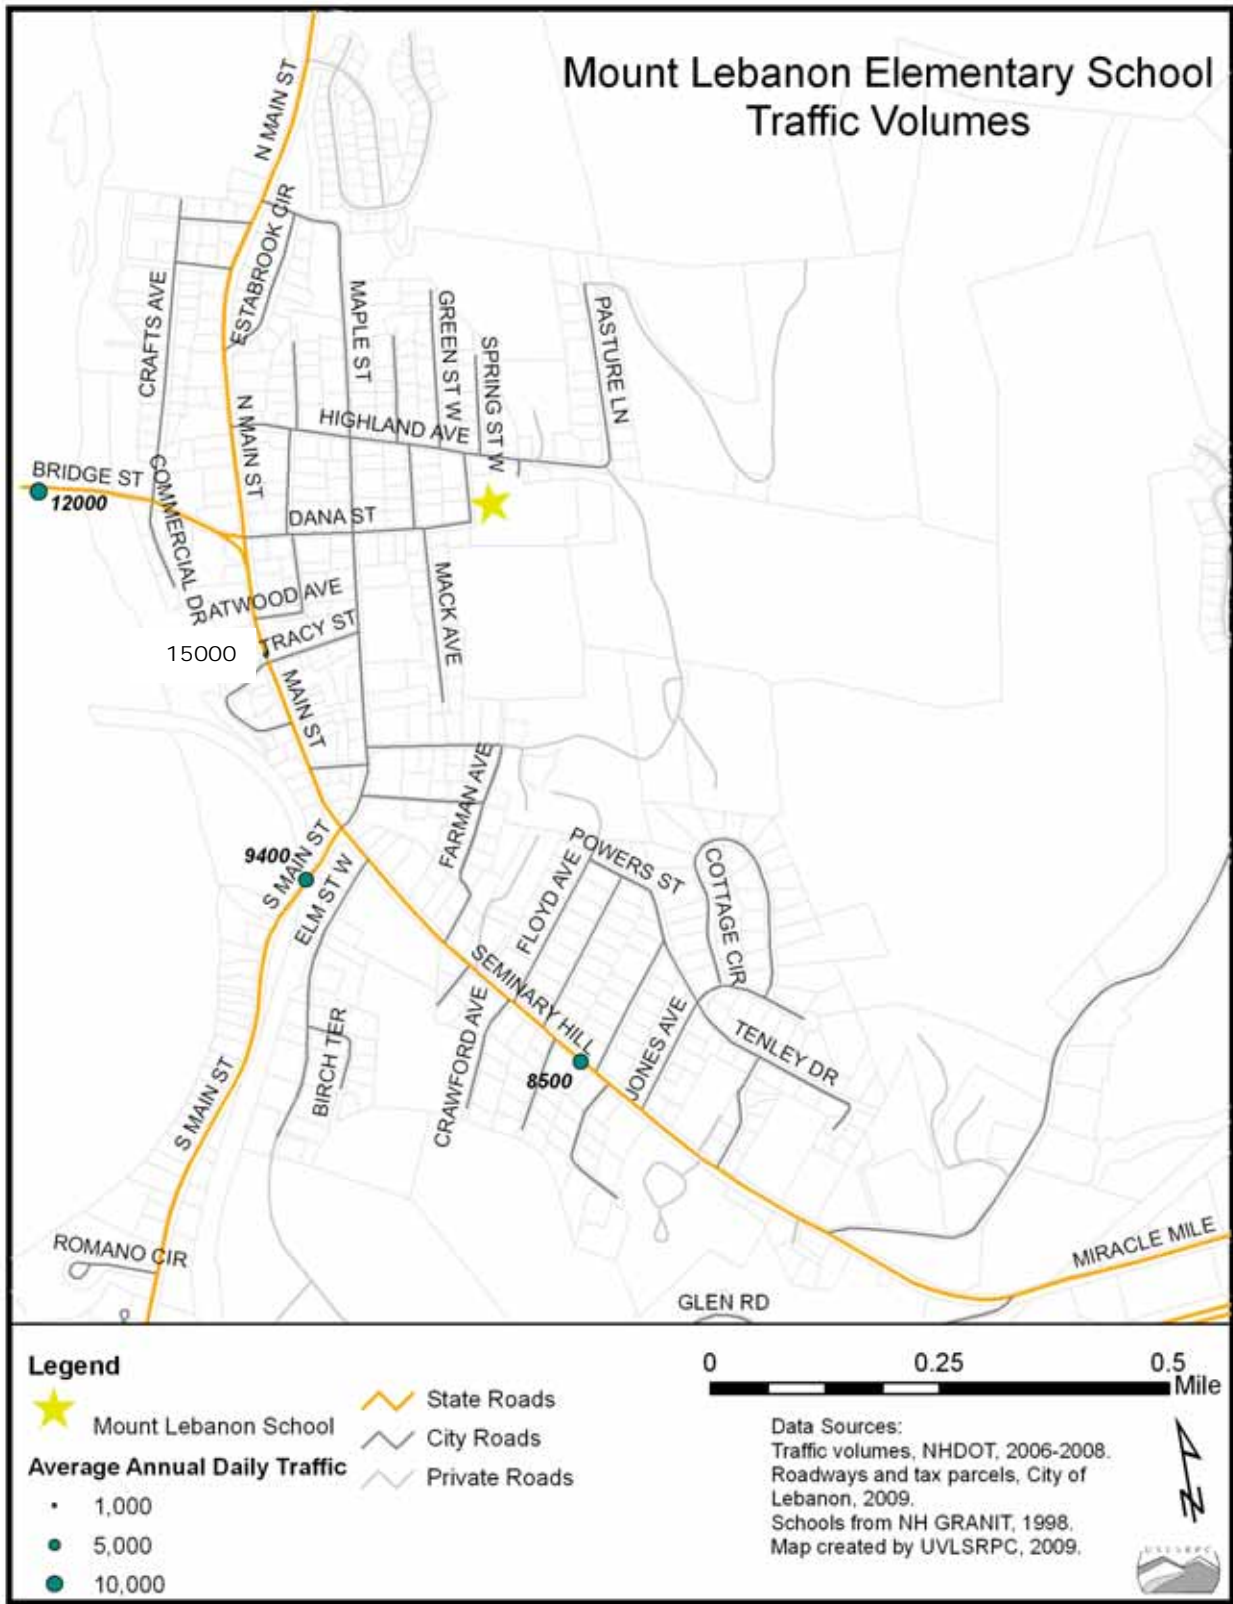 Mount Lebanon Elementary School
Traffic Volumes
N MAIN ST
ESTABROOK CIR
CRAFTS AVE
MAPLE ST
GREEN ST W
SPRING ST W
PASTURE LN
N MAIN ST
HIGHLAND AVE
BRIDGE ST
12000
COMMERCIAL DR
DANA ST
ATWOOD AVE
MACK AVE
TRACY ST
15000
MAIN ST
FARMAN AVE
S MAIN ST
9400
ELM ST W
POWERS ST
FLOYD AVE
COTTAGE CIR
SEMINARY HILL
CRAWFORD AVE
JONES AVE
TENLEY DR
BIRCH TER
8500
S MAIN ST
ROMANO CIR
MIRACLE MILE
GLEN RD
Legend
Mount Lebanon School
Average Annual Daily Traffic
1,000
5,000
10,000
State Roads
City Roads
Private Roads
0 0.25 0.5
Mile
Data Sources:
Traffic volumes, NHDOT, 2006-2008.
Roadways and tax parcels, City of
Lebanon, 2009.
Schools from NH GRANIT, 1998.
Map created by UVLSRPC, 2009.
N
UVLSRPC